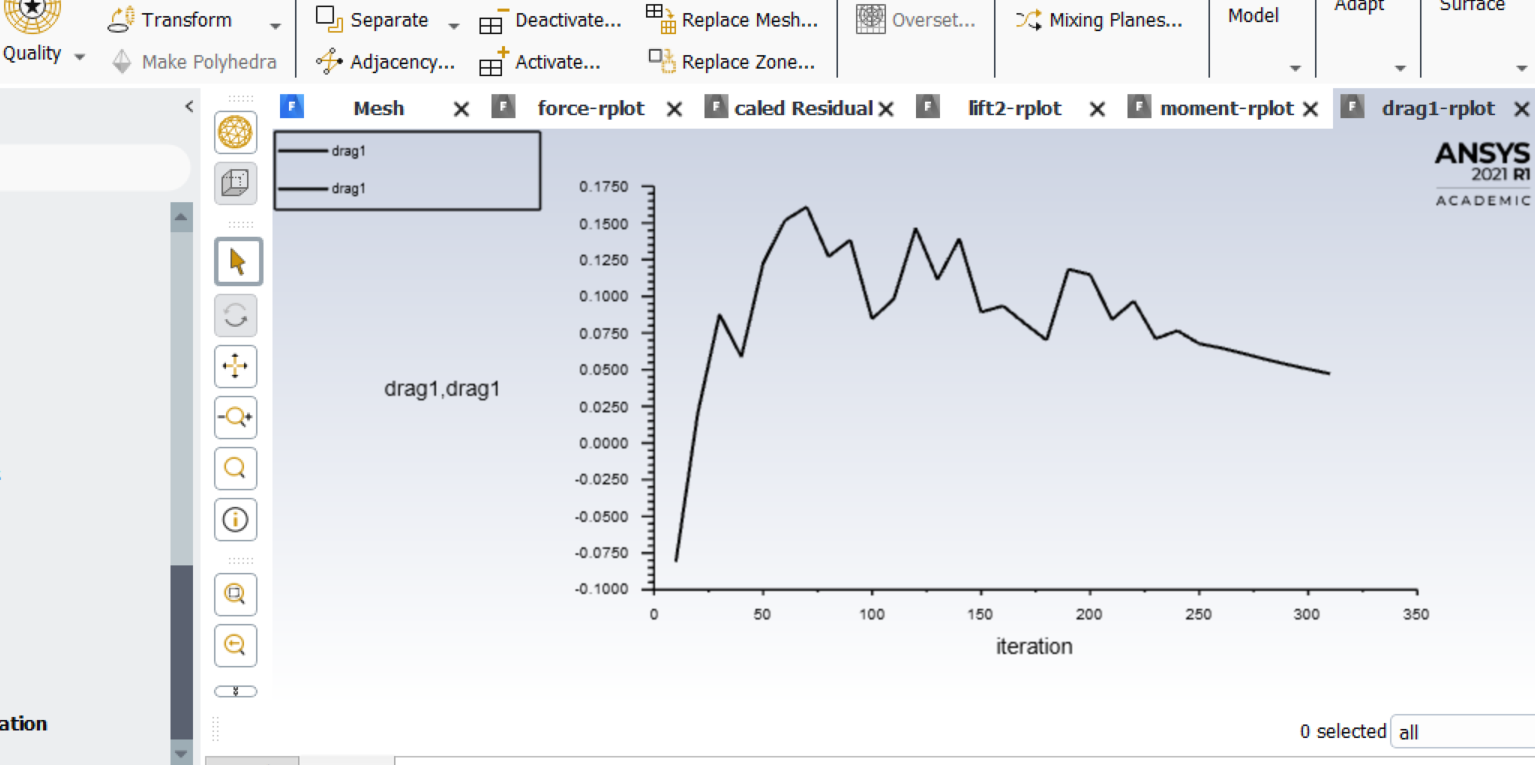 Transform
Separate
Deactivate...
Replace Mesh...
Overset...
Mixing Planes...
Model
Adapt
Surface
Quality
Make Polyhedra
Adjacency...
Activate...
Replace Zone...
<
Mesh
force-rplot
caled Residual
lift2-rplot
moment-rplot
drag1-rplot
drag1
drag1
ANSYS
2021 R1
ACADEMIC
0.1750
0.1500
0.1250
0.1000
0.0750
0.0500
0.0250
0.0000
-0.0250
-0.0500
-0.0750
-0.1000
drag1,drag1
0 50 100 150 200 250 300 350
iteration
ation
0 selected all